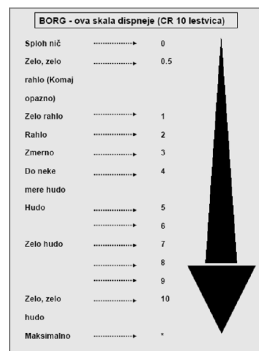 BORG - ova skala dispneje (CR 10 lestvica)
Sploh nič 0
Zelo, zelo 0.5
rahlo (Komaj
opazno)
Zelo rahlo 1
Rahlo 2
Zmerno 3
Do neke 4
mere hudo
Hudo 5
6
Zelo hudo 7
8
9
Zelo, zelo 10
hudo
Maksimalno *